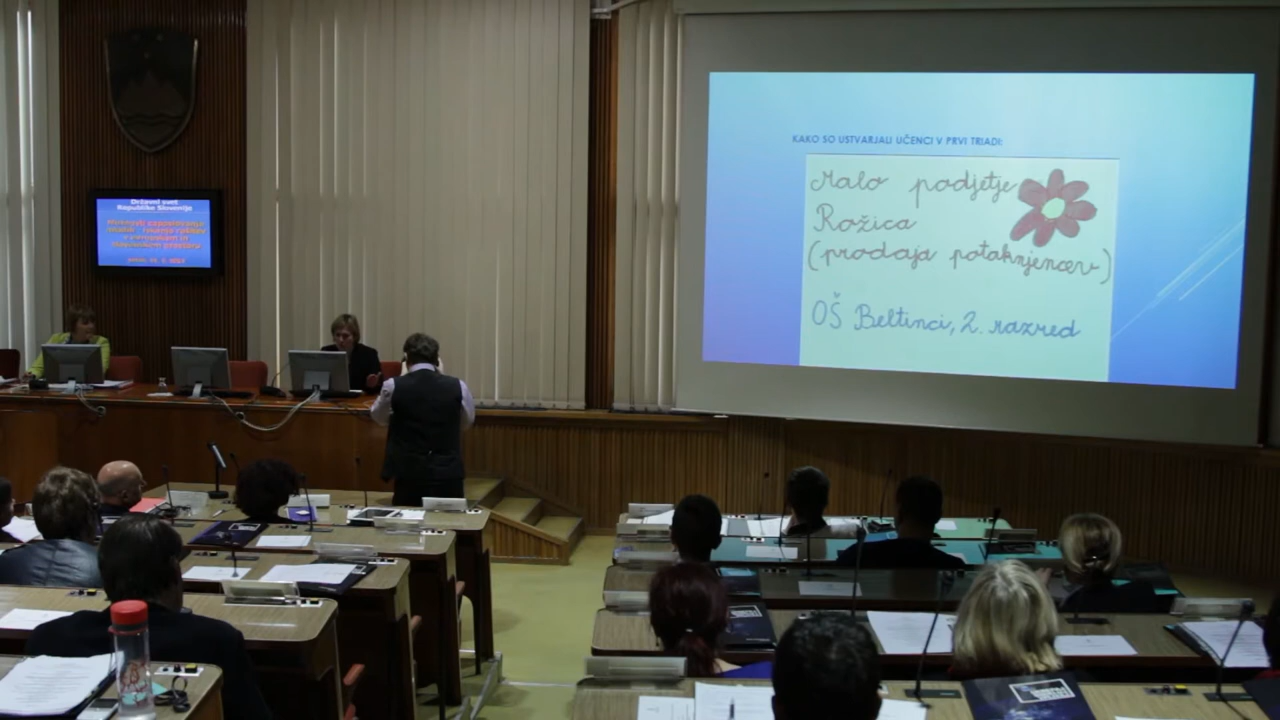 Državni svet
Republike Slovenije
KAKO SO USTVARJALI UČENCI V PRVI TRIADI:
Malo podjetje
Rožica
(prodaja potaknjencev)
OŠ Beltinci, 2. razred